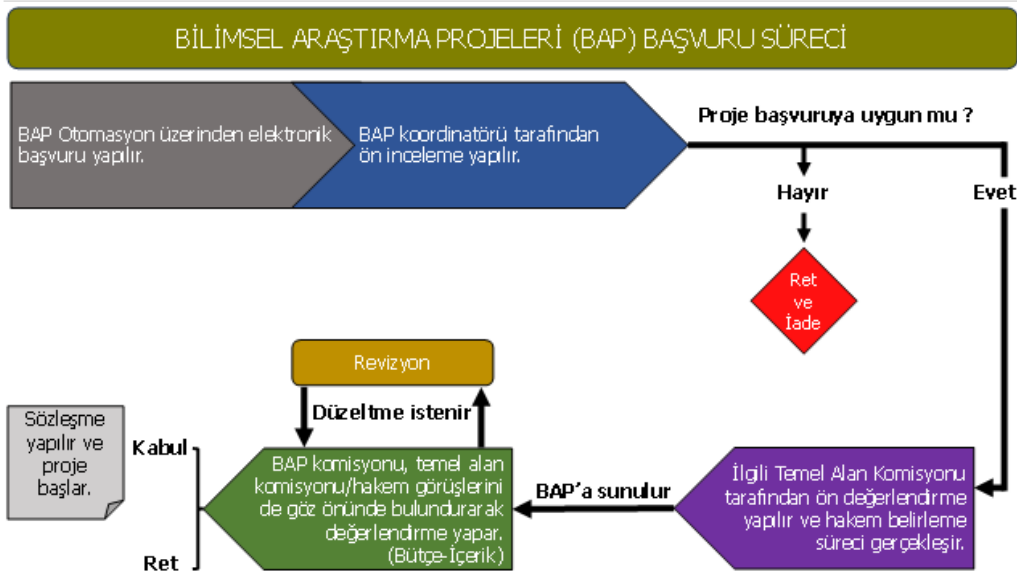 BİLİMSEL ARAŞTIRMA PROJELERİ (BAP) BAŞVURU SÜRECİ
BAP Otomasyon üzerinden elektronik
başvuru yapılır.
BAP koordinatörü tarafından
ön inceleme yapılır.
Proje başvuruya uygun mu ?
Hayır
Evet
Ret
ve
İade
İlgili Temel Alan Komisyonu
tarafından ön değerlendirme
yapılır ve hakem belirleme
süreci gerçekleşir.
BAP'a sunulur
Revizyon
Düzeltme istenir
BAP komisyonu, temel alan
komisyonu/hakem görüşlerini
de göz önünde bulundurarak
değerlendirme yapar.
(Bütçe-İçerik)
Kabul
Ret
Sözleşme
yapılır ve
proje
başlar.